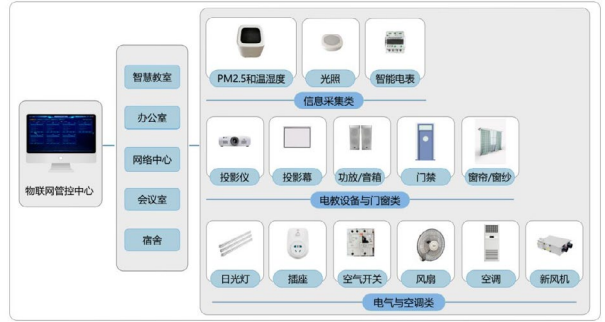 物联网管控中心
智慧教室
办公室
网络中心
会议室
宿舍
PM2.5和温湿度
光照
智能电表
信息采集类
投影仪
投影幕
功放/音箱
门禁
窗帘/窗纱
电教设备与门窗类
日光灯
插座
空气开关
风扇
空调
新风机
电气与空调类